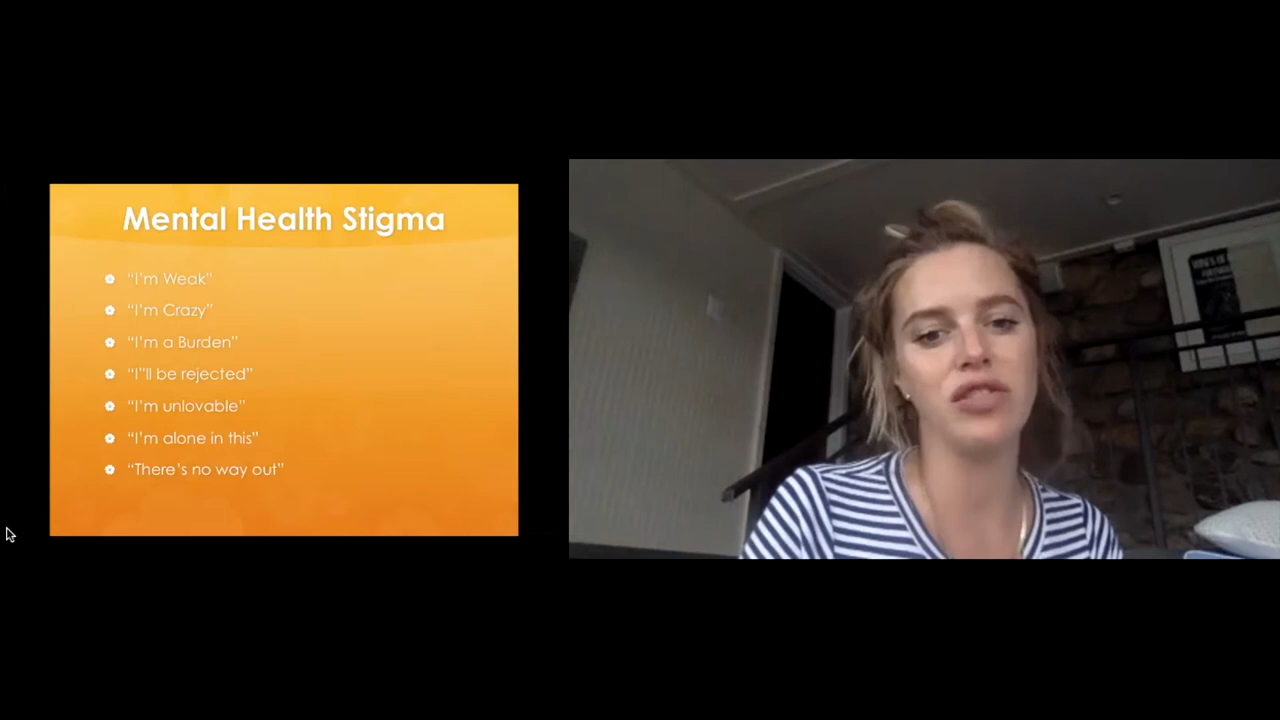 Mental Health Stigma
“I’m Weak”
“I’m Crazy”
“I’m a Burden”
“I”ll be rejected”
“I’m unlovable”
“I’m alone in this”
“There’s no way out”